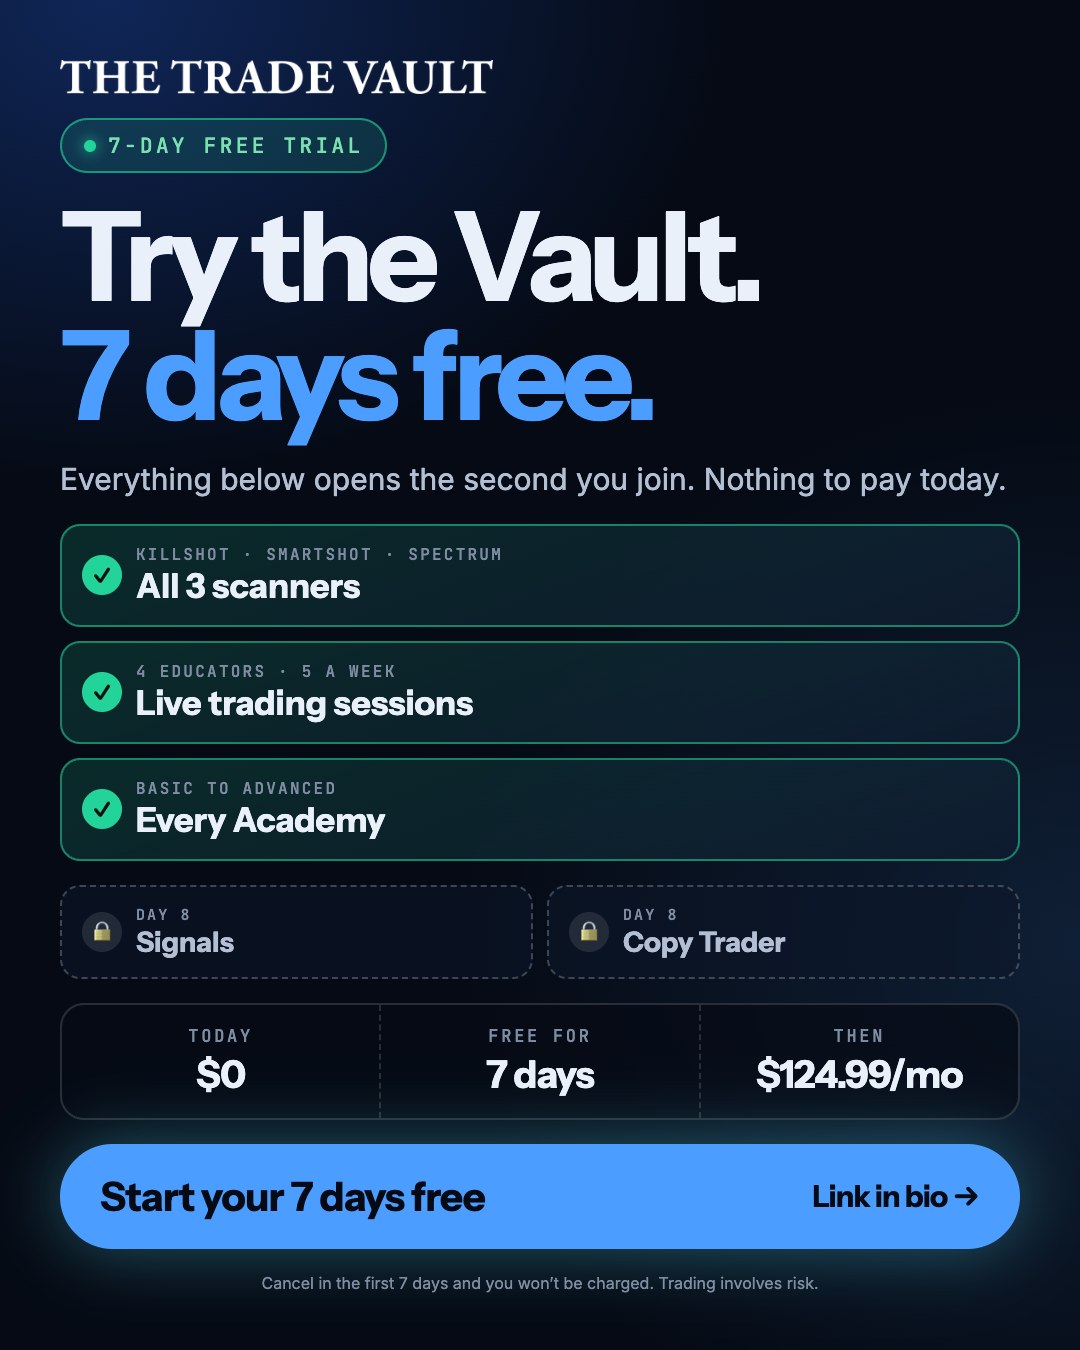 THE TRADE VAULT
7-DAY FREE TRIAL
Try the Vault.
7 days free.
Everything below opens the second you join. Nothing to pay today.
KILLSHOT · SMARTSHOT · SPECTRUM
All 3 scanners
4 EDUCATORS · 5 A WEEK
Live trading sessions
BASIC TO ADVANCED
Every Academy
DAY 8
Signals
DAY 8
Copy Trader
TODAY
$0
FREE FOR
7 days
THEN
$124.99/mo
Start your 7 days free
Link in bio →
Cancel in the first 7 days and you won’t be charged. Trading involves risk.